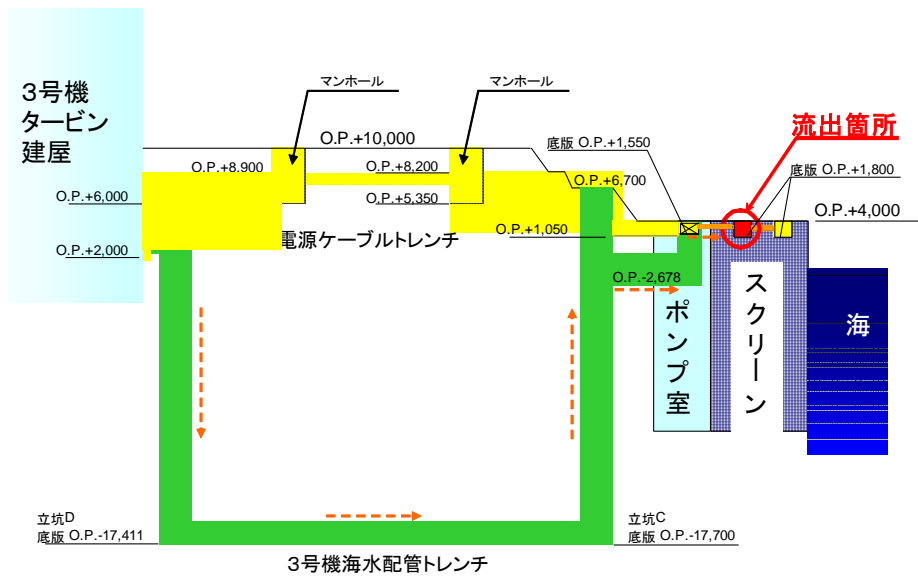 マンホール
マンホール
3号機
タービン
建屋
O.P.+10,000
流出箇所
底版 O.P.+1,550
O.P.+8,900
O.P.+8,200
底版 O.P.+1,800
O.P.+6,700
O.P.+6,000
O.P.+5,350
O.P.+4,000
電源ケーブルトレンチ
O.P.+1,050
O.P.+2,000
O.P.-2,678
ポンプ室
スクリーン
海
立坑D
底版 O.P.-17,411
立坑C
底版 O.P.-17,700
3号機海水配管トレンチ